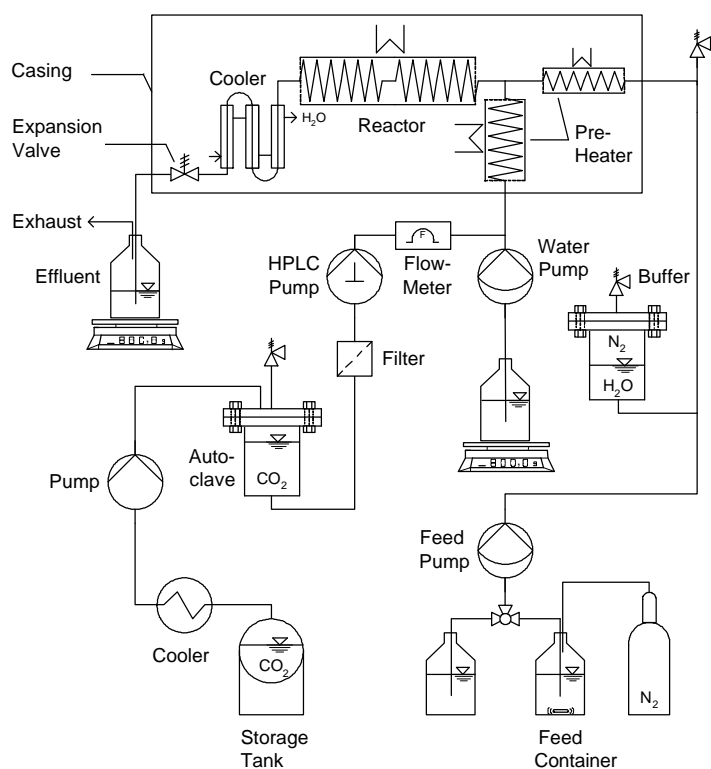 Casing
Cooler
H2O
Reactor
Pre-
Heater
Expansion
Valve
Exhaust
Effluent
HPLC
Pump
F
Flow-
Meter
Water
Pump
Buffer
N2
H2O
Filter
Auto-
clave
CO2
Pump
Feed
Pump
Cooler
CO2
Storage
Tank
Feed
Container
N2